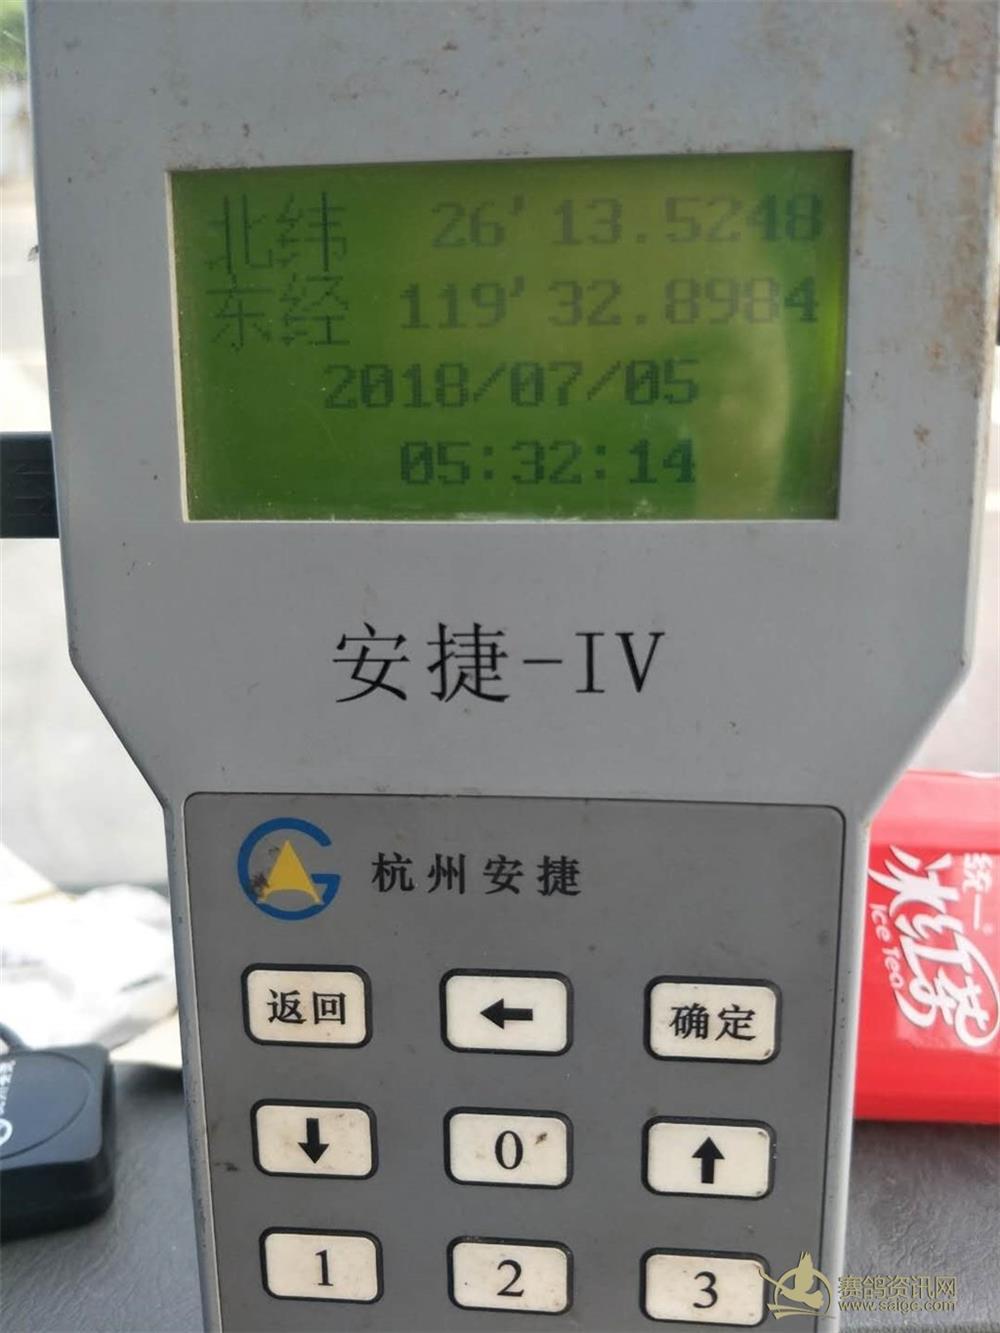 北纬 26'13.5248
东经 119'32.8984
2018/07/05
05:32:14
安捷-IV
杭州安捷
返回 ← 确定
↓ 0 ↑
1 2 3
统一
冰红茶
Ice Tea
赛鸽资讯网
www.saigc.com